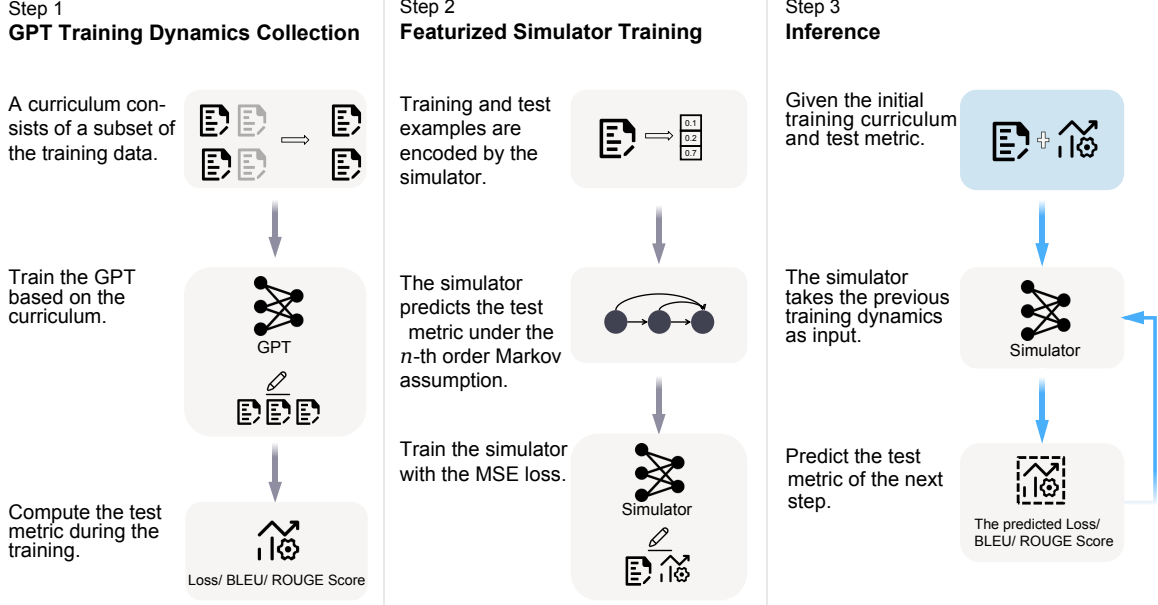 Step 1
GPT Training Dynamics Collection
A curriculum con-
sists of a subset of
the training data.
Train the GPT
based on the
curriculum.
GPT
Compute the test
metric during the
training.
Loss/ BLEU/ ROUGE Score
Step 2
Featurized Simulator Training
Training and test
examples are
encoded by the
simulator.
0.1
0.2
0.7
The simulator
predicts the test
metric under the
n-th order Markov
assumption.
Train the simulator
with the MSE loss.
Simulator
Step 3
Inference
Given the initial
training curriculum
and test metric.
The simulator
takes the previous
training dynamics
as input.
Simulator
Predict the test
metric of the next
step.
The predicted Loss/
BLEU/ ROUGE Score